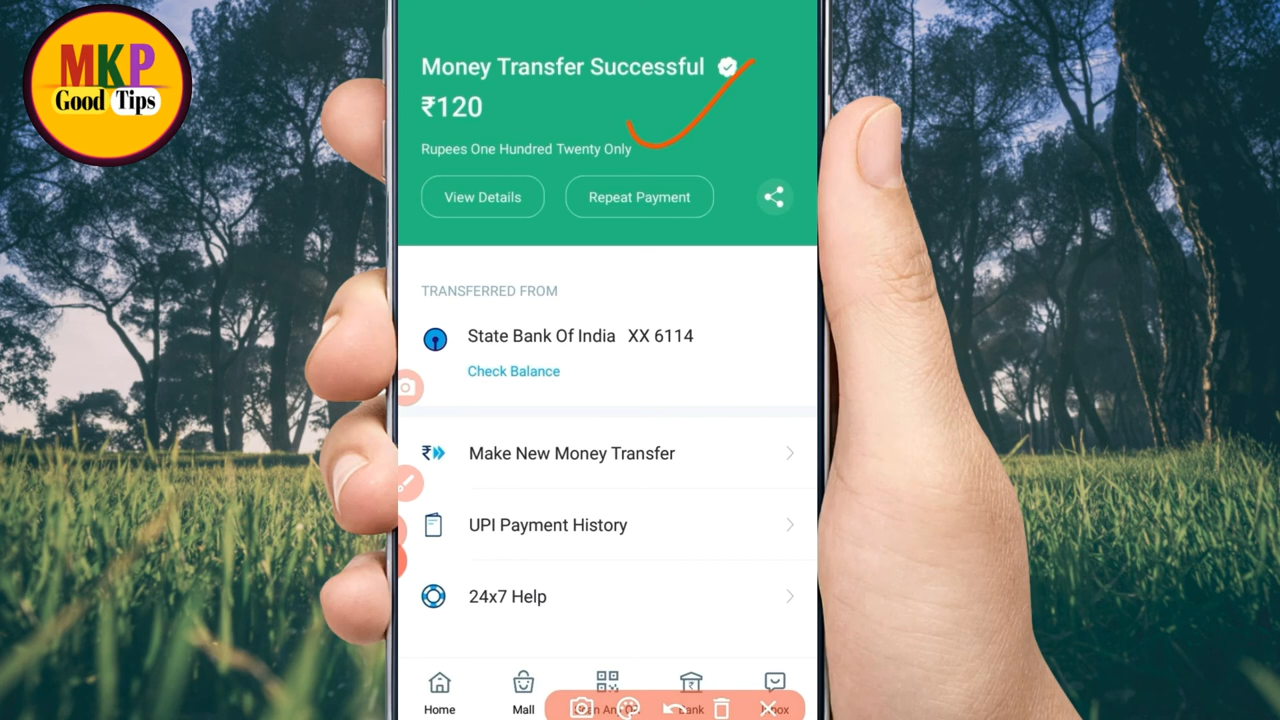 MKP
Good Tips
Money Transfer Successful
₹120
Rupees One Hundred Twenty Only
View Details
Repeat Payment
TRANSFERRED FROM
State Bank Of India XX 6114
Check Balance
Make New Money Transfer
UPI Payment History
24x7 Help
Home
Mall